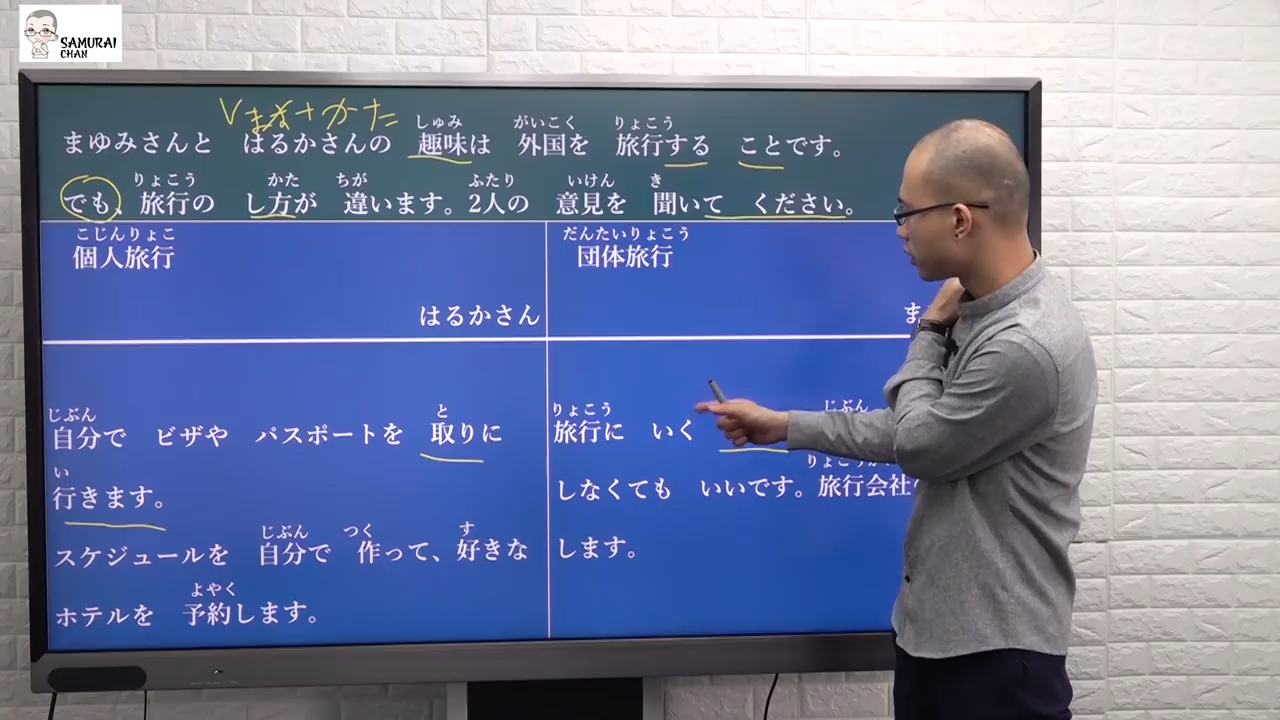 SAMURAI
CHAN
Vます+かた
しゅみ がいこく りょこう
まゆみさんと はるかさんの 趣味は 外国を 旅行する ことです。
りょこう かた ちが ふたり いけん き
でも、旅行の し方が 違います。2人の 意見を 聞いて ください。
こじんりょこ
個人旅行
はるかさん
だんたいりょこう
団体旅行
じぶん と
自分で ビザや パスポートを 取りに
い
行きます。
じぶん つく す
スケジュールを 自分で 作って、好きな
よやく
ホテルを 予約します。
りょこう じぶん
旅行に いく
しなくても いいです。旅行会社
します。